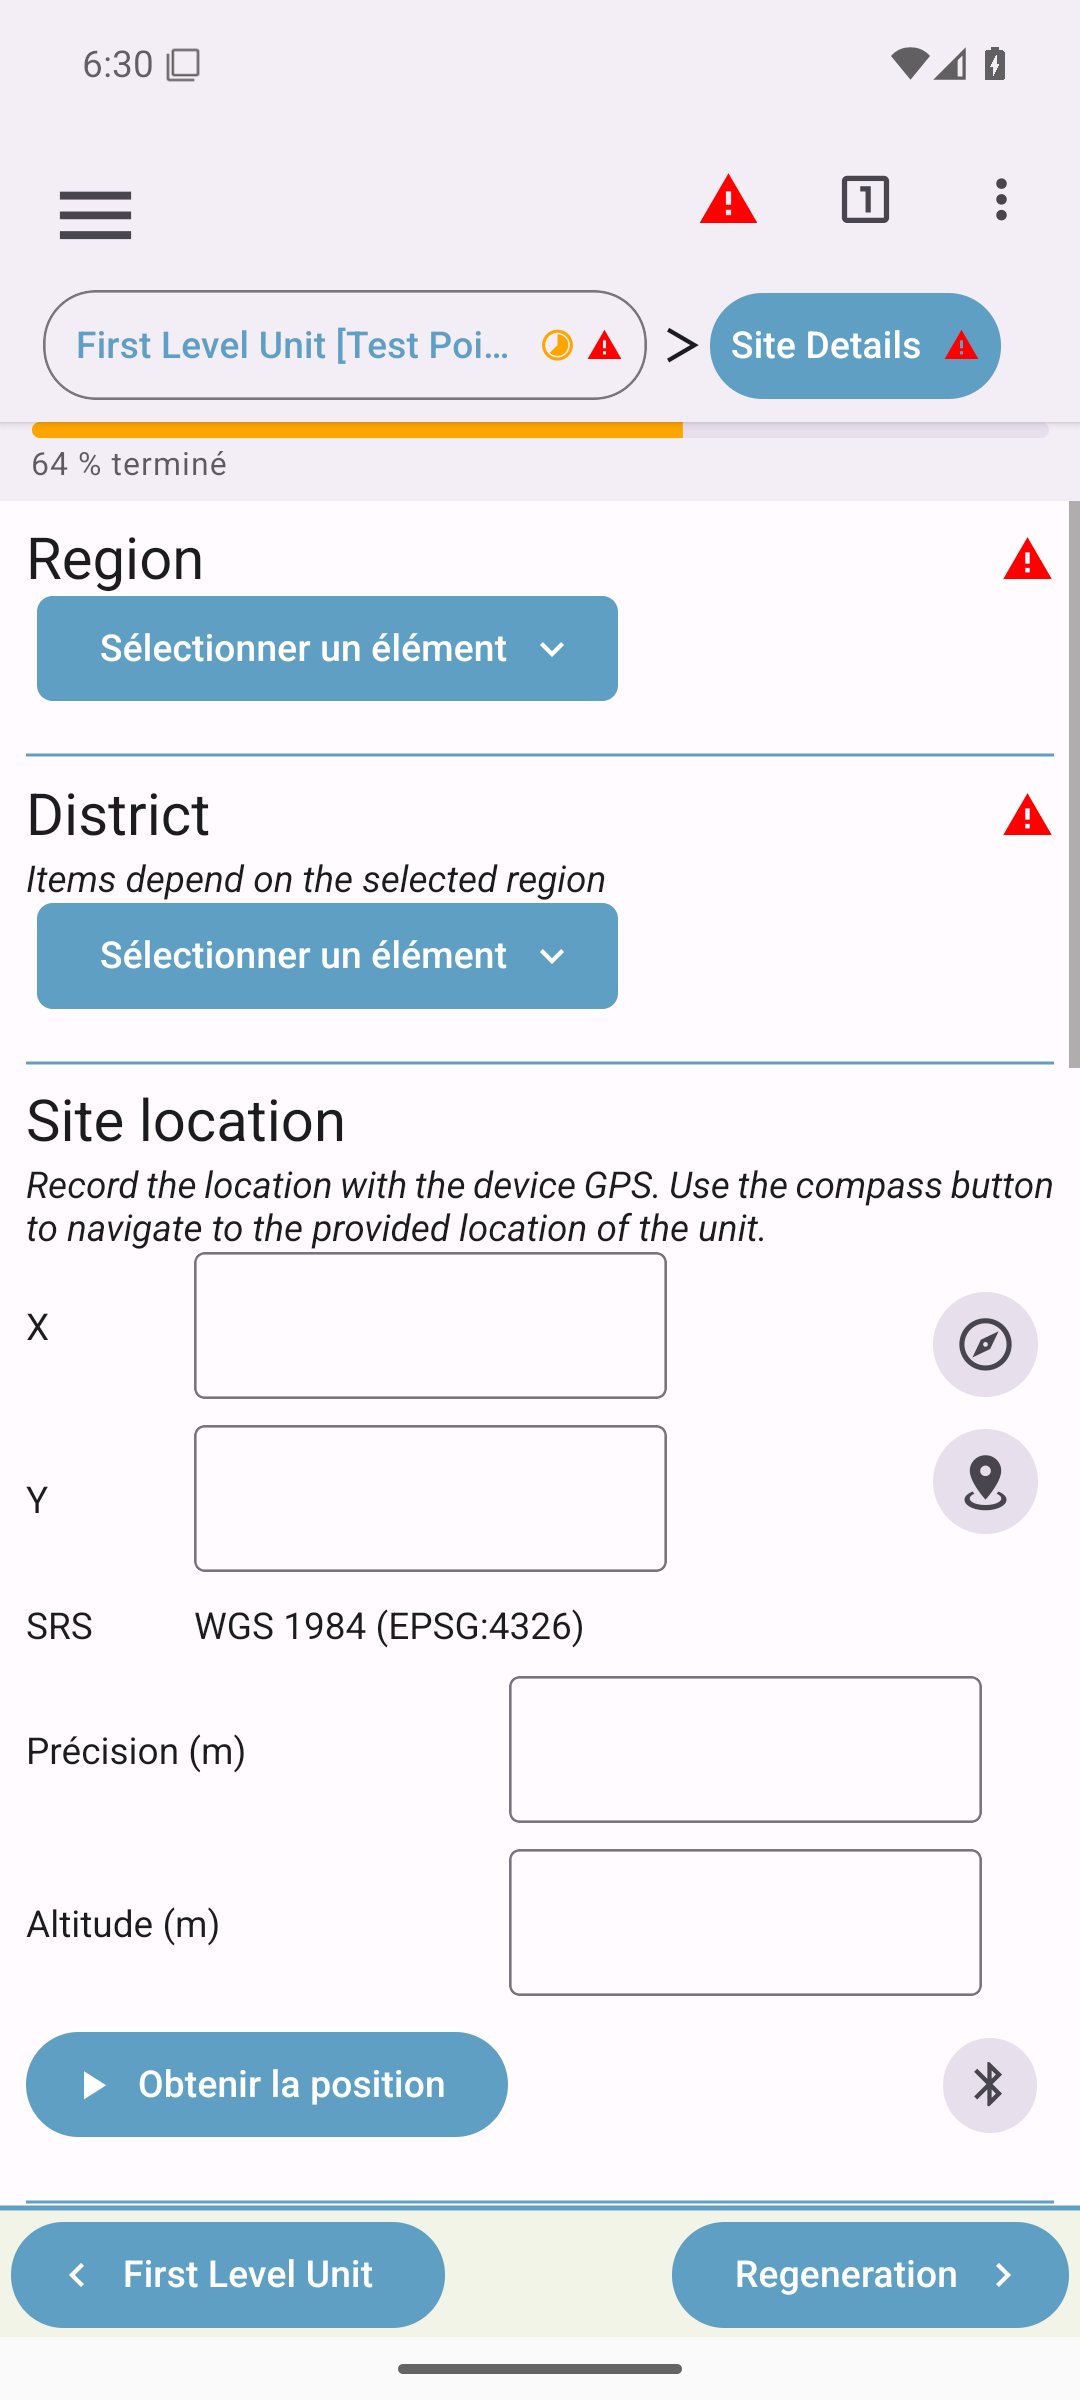 6:30
1
First Level Unit [Test Poi...
>
Site Details
64 % terminé
Region
Sélectionner un élément
District
Items depend on the selected region
Sélectionner un élément
Site location
Record the location with the device GPS. Use the compass button
to navigate to the provided location of the unit.
X
Y
SRS WGS 1984 (EPSG:4326)
Précision (m)
Altitude (m)
Obtenir la position
First Level Unit
Regeneration